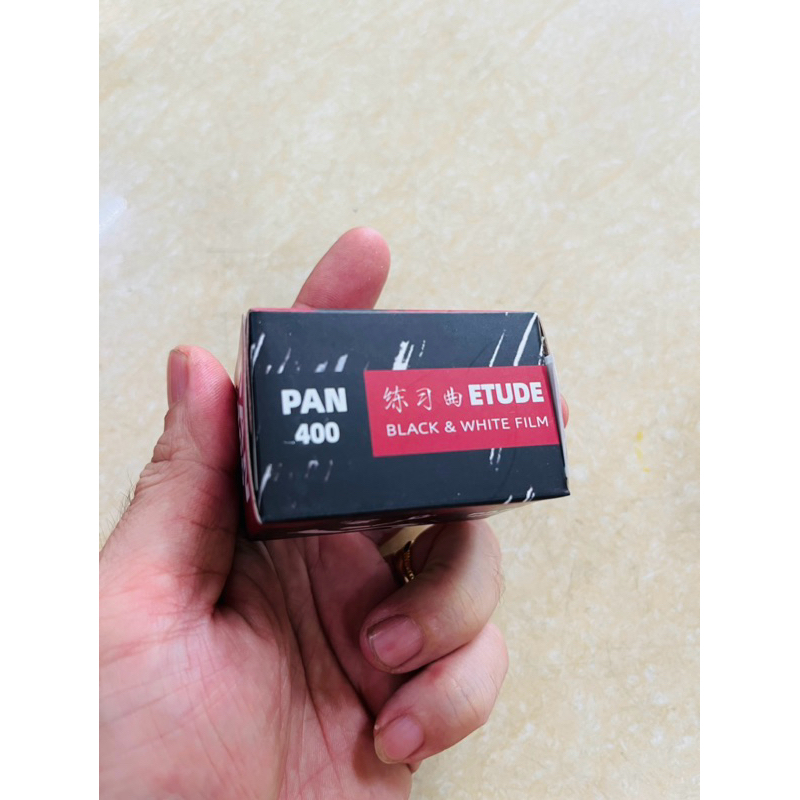 PAN
400
练习曲 ETUDE
BLACK & WHITE FILM